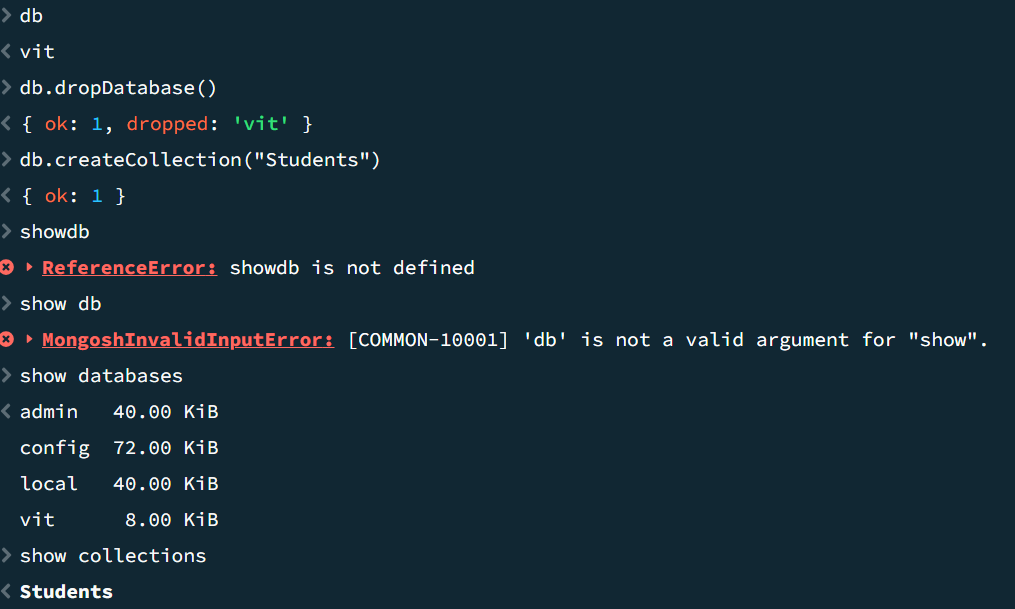 db
vit
db.dropDatabase()
{ ok: 1, dropped: 'vit' }
db.createCollection("Students")
{ ok: 1 }
showdb
ReferenceError: showdb is not defined
show db
MongoshInvalidInputError: [COMMON-10001] 'db' is not a valid argument for "show".
show databases
admin   40.00 KiB
config  72.00 KiB
local   40.00 KiB
vit      8.00 KiB
show collections
Students